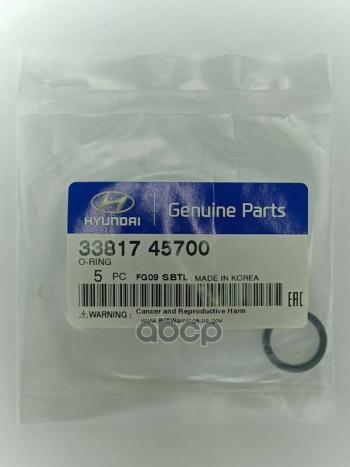 HYUNDAI
Genuine Parts
33817 45700
O-RING
5 PC FG09 SBTL MADE IN KOREA
EAC
WARNING : Cancer and Reproductive Harm
www.P65Warnings.ca.gov
ABTO